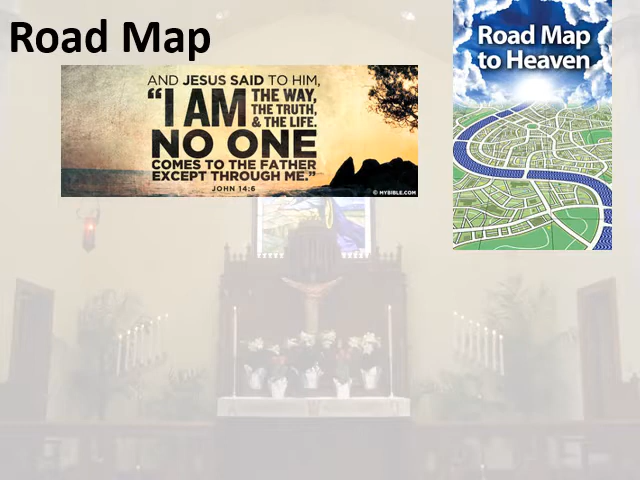 Road Map
AND JESUS SAID TO HIM,
“I AM THE WAY,
THE TRUTH,
& THE LIFE.
NO ONE
COMES TO THE FATHER
EXCEPT THROUGH ME.”
JOHN 14:6
© MYBIBLE.COM
Road Map
to Heaven